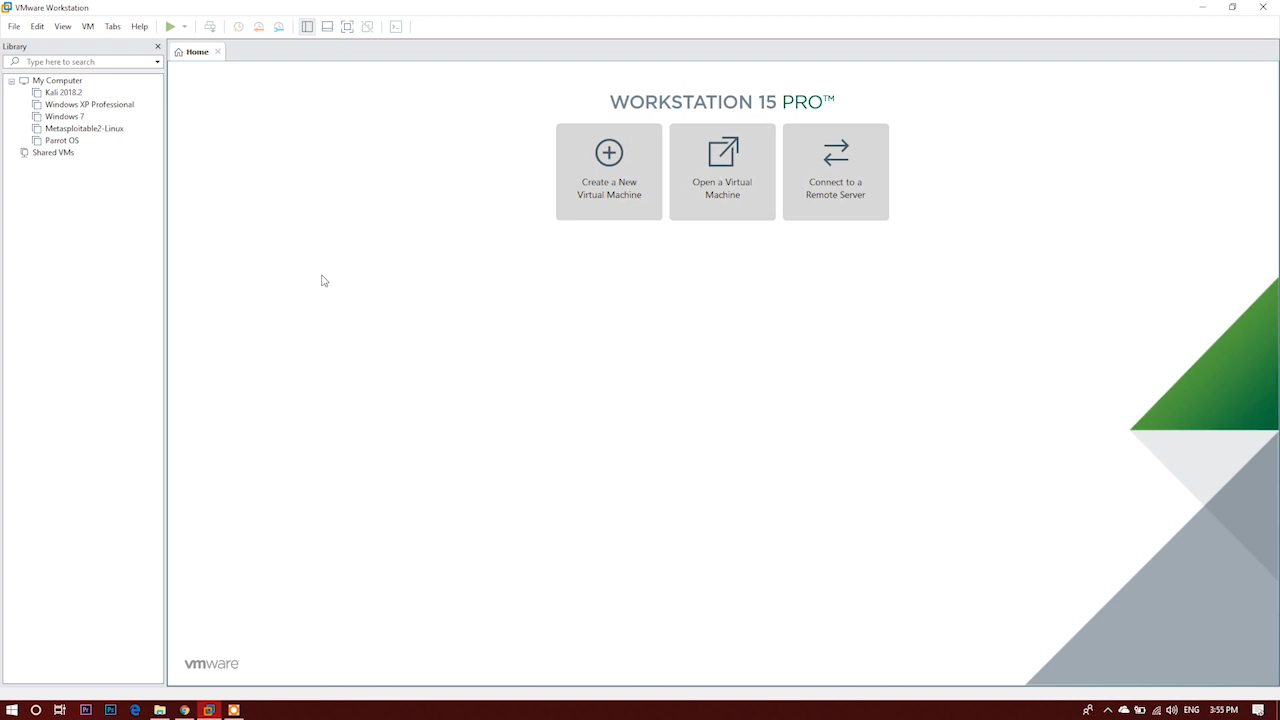 VMware Workstation
File Edit View VM Tabs Help
Library
Type here to search
My Computer
Kali 2018.2
Windows XP Professional
Windows 7
Metasploitable2-Linux
Parrot OS
Shared VMs
Home
WORKSTATION 15 PRO™
Create a New
Virtual Machine
Open a Virtual
Machine
Connect to a
Remote Server
vmware
Pr Ps ENG 3:55 PM